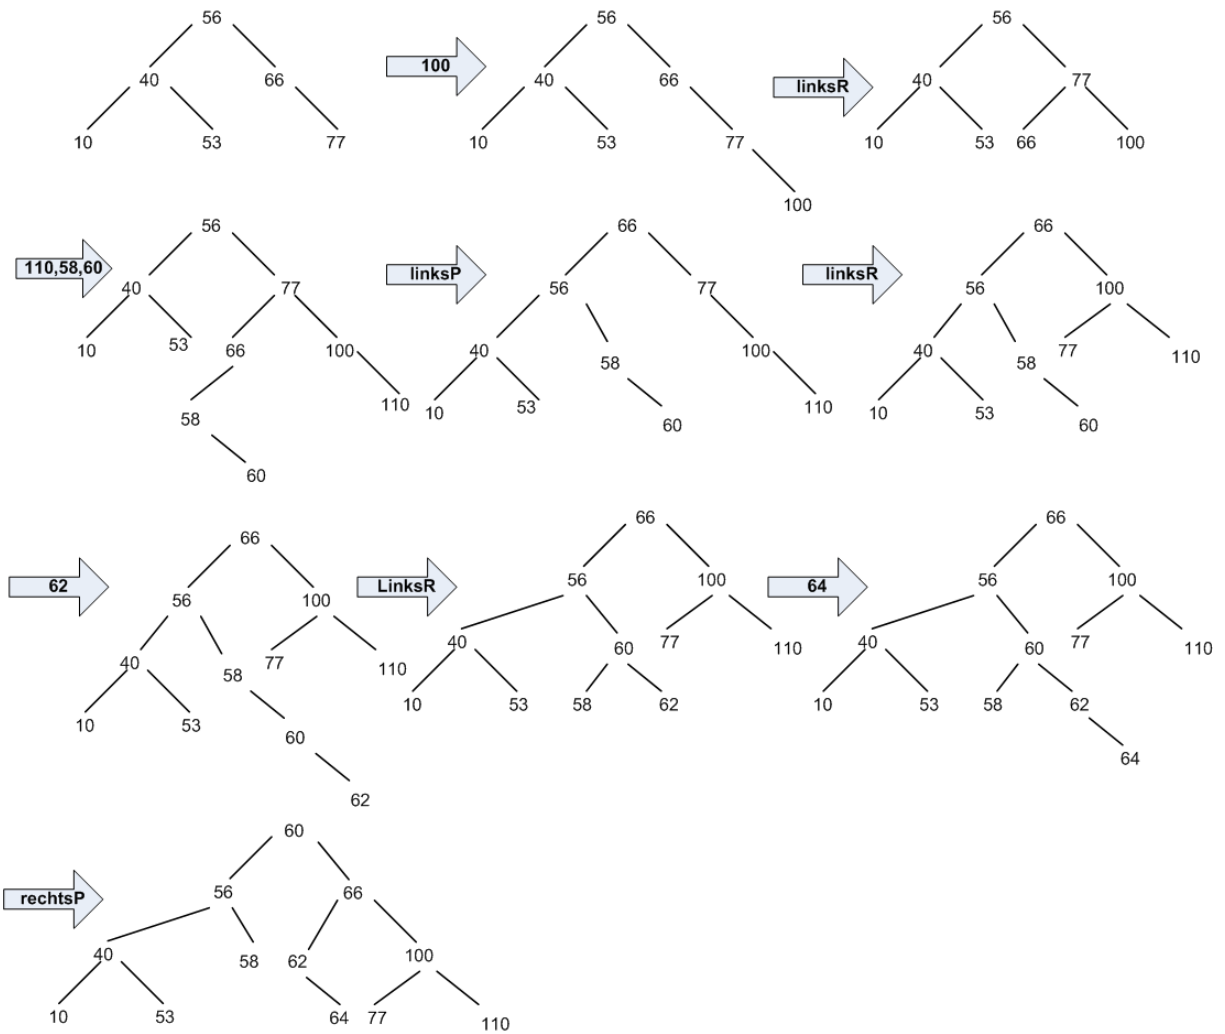 56 56 56
40 66 100 40 66 linksR 40 77
10 53 77 10 53 77 10 53 66 100
100
56 66 66
110,58,60 40 77 linksP 56 77 linksR 56 100
10 53 66 100 40 58 100 40 58 77 110
58 110 10 53 60 110 10 53 60
60
66 66 66
62 56 100 LinksR 56 100 64 56 100
40 58 77 110 40 60 77 110 40 60 77 110
10 53 60 10 53 58 62 10 53 58 62
62 64
60
rechtsP 56 66
40 58 62 100
10 53 64 77 110